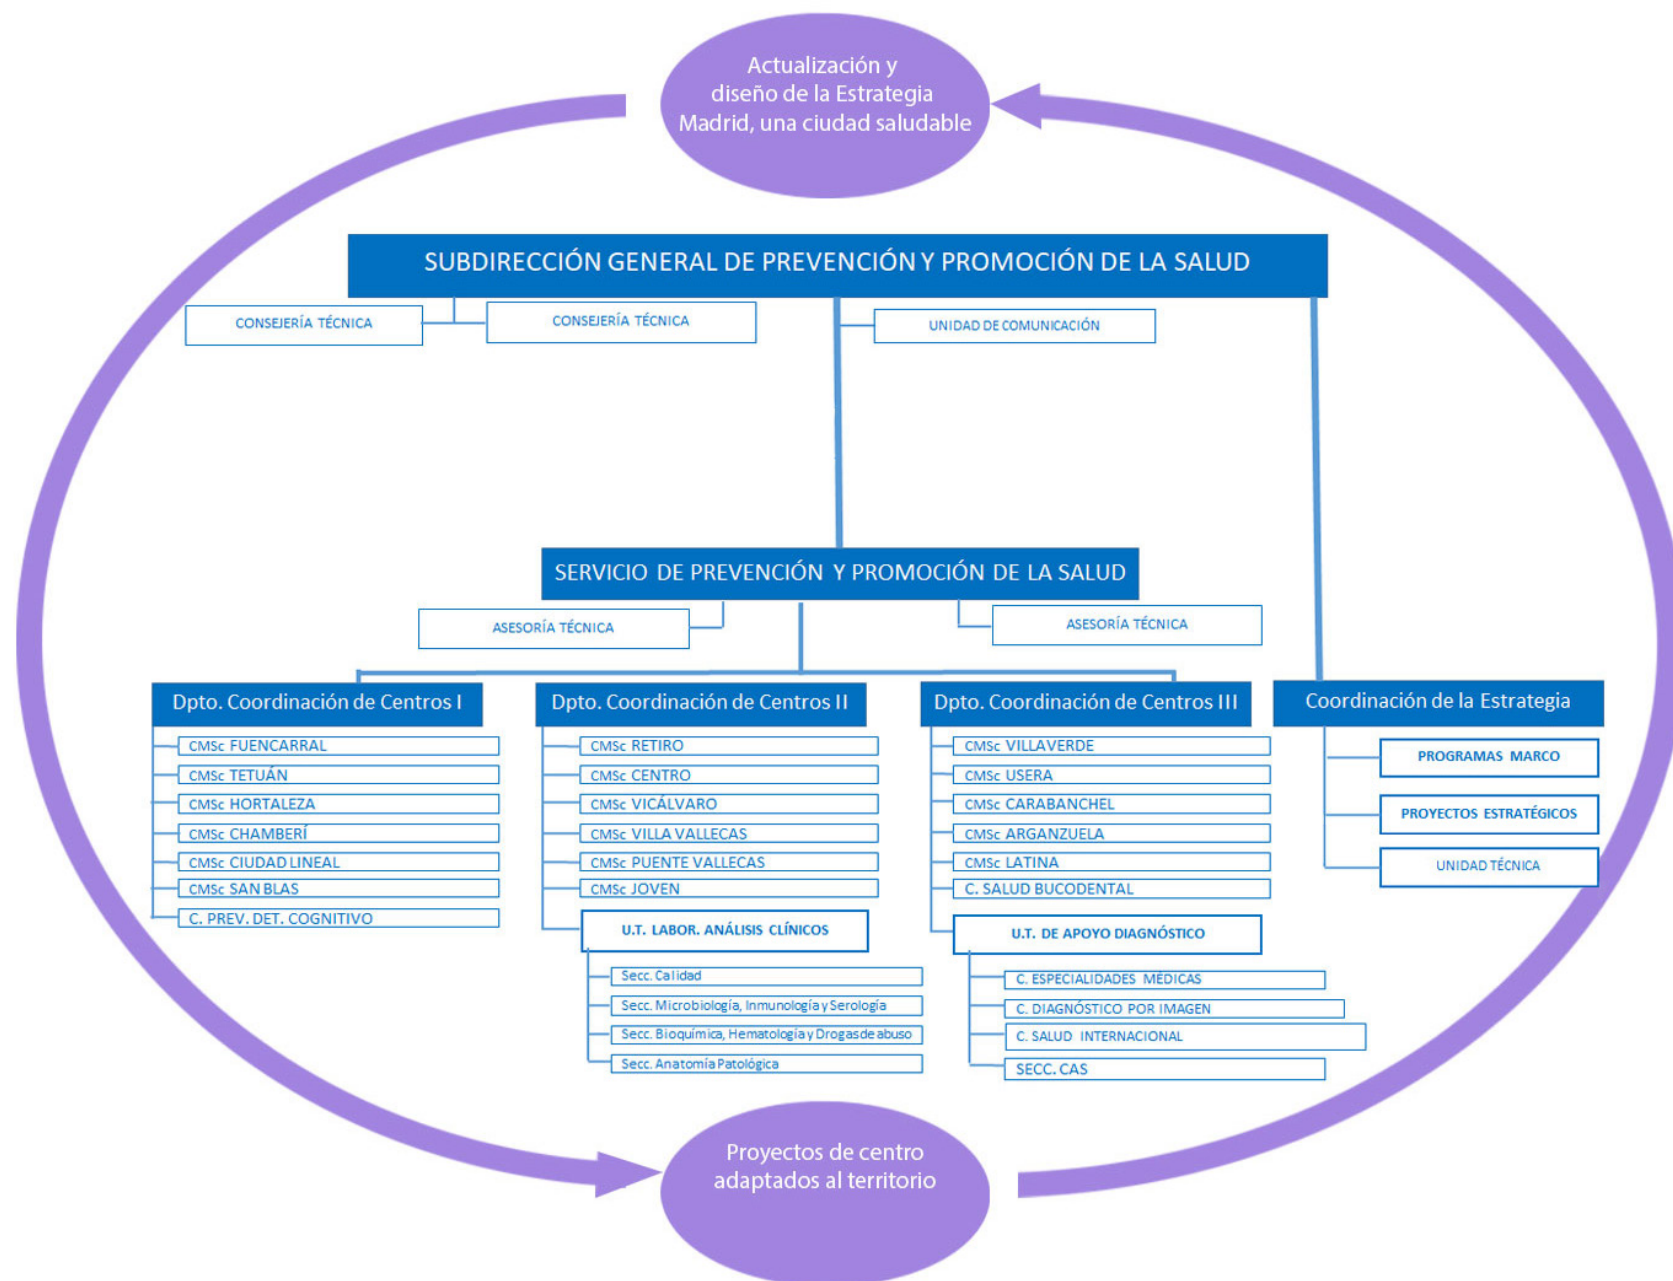 Actualización y
diseño de la Estrategia
Madrid, una ciudad saludable
SUBDIRECCIÓN GENERAL DE PREVENCIÓN Y PROMOCIÓN DE LA SALUD
CONSEJERÍA TÉCNICA
CONSEJERÍA TÉCNICA
UNIDAD DE COMUNICACIÓN
SERVICIO DE PREVENCIÓN Y PROMOCIÓN DE LA SALUD
ASESORÍA TÉCNICA
ASESORÍA TÉCNICA
Dpto. Coordinación de Centros I
CMSc FUENCARRAL
CMSc TETUÁN
CMSc HORTALEZA
CMSc CHAMBERÍ
CMSc CIUDAD LINEAL
CMSc SAN BLAS
C. PREV. DET. COGNITIVO
Dpto. Coordinación de Centros II
CMSc RETIRO
CMSc CENTRO
CMSc VICÁLVARO
CMSc VILLA VALLECAS
CMSc PUENTE VALLECAS
CMSc JOVEN
U.T. LABOR. ANÁLISIS CLÍNICOS
Secc. Calidad
Secc. Microbiología, Inmunología y Serología
Secc. Bioquímica, Hematología y Drogas de abuso
Secc. Anatomía Patológica
Dpto. Coordinación de Centros III
CMSc VILLAVERDE
CMSc USERA
CMSc CARABANCHEL
CMSc ARGANZUELA
CMSc LATINA
C. SALUD BUCODENTAL
U.T. DE APOYO DIAGNÓSTICO
C. ESPECIALIDADES MÉDICAS
C. DIAGNÓSTICO POR IMAGEN
C. SALUD INTERNACIONAL
SECC. CAS
Coordinación de la Estrategia
PROGRAMAS MARCO
PROYECTOS ESTRATÉGICOS
UNIDAD TÉCNICA
Proyectos de centro
adaptados al territorio